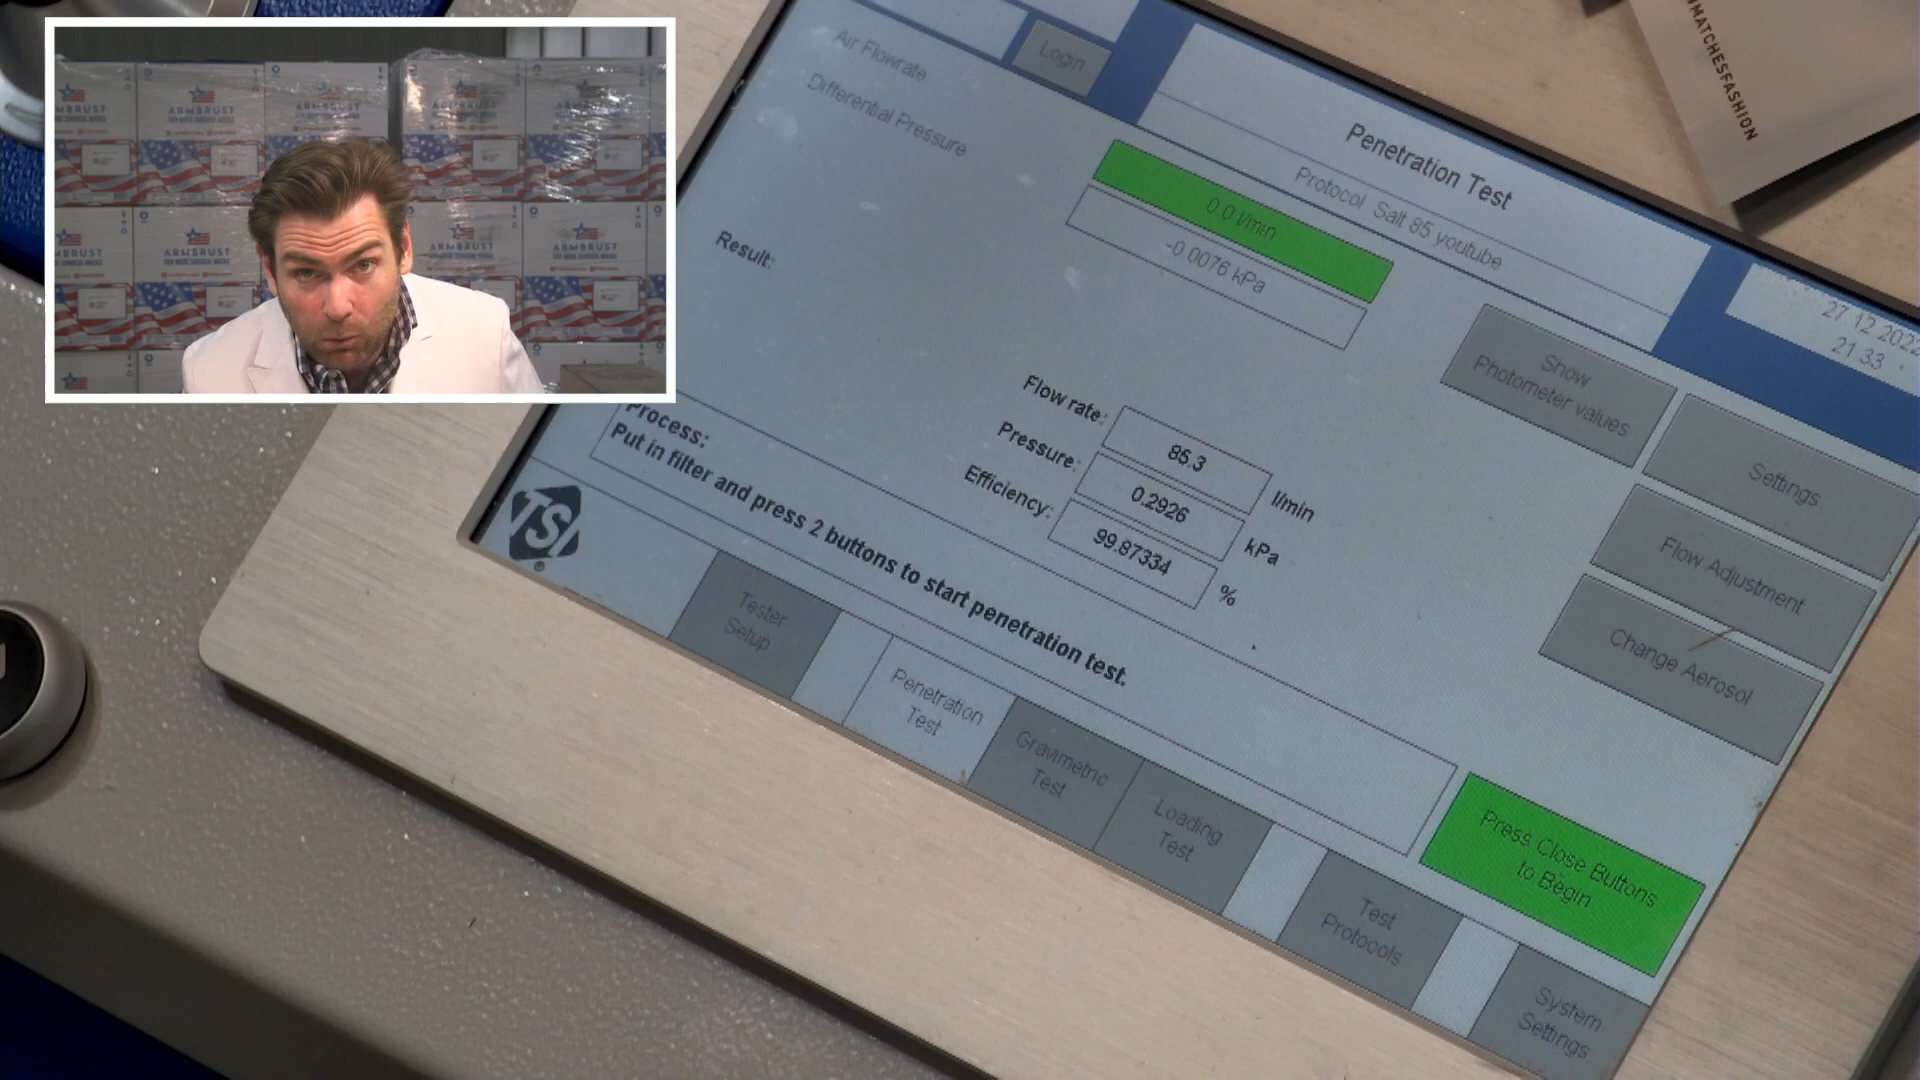 Air Flowrate
Login
Differential Pressure
Penetration Test
Protocol Salt 85 youtube
0 0 l/min
-0 0076 kPa
27 12 2022
21 33
Result:
Show
Photometer values
Flow rate: 85.3 l/min
Pressure: 0.2926 kPa
Efficiency: 99.87334 %
Settings
Flow Adjustment
Change Aerosol
Process:
Put in filter and press 2 buttons to start penetration test.
TSI
Tester
Setup
Penetration
Test
Gravimetric
Test
Loading
Test
Test
Protocols
System
Settings
Press Close Buttons
to Begin
MATCHESFASHION
ARMBRUST
ARMBRUST
ARMBRUST
ARMBRUST